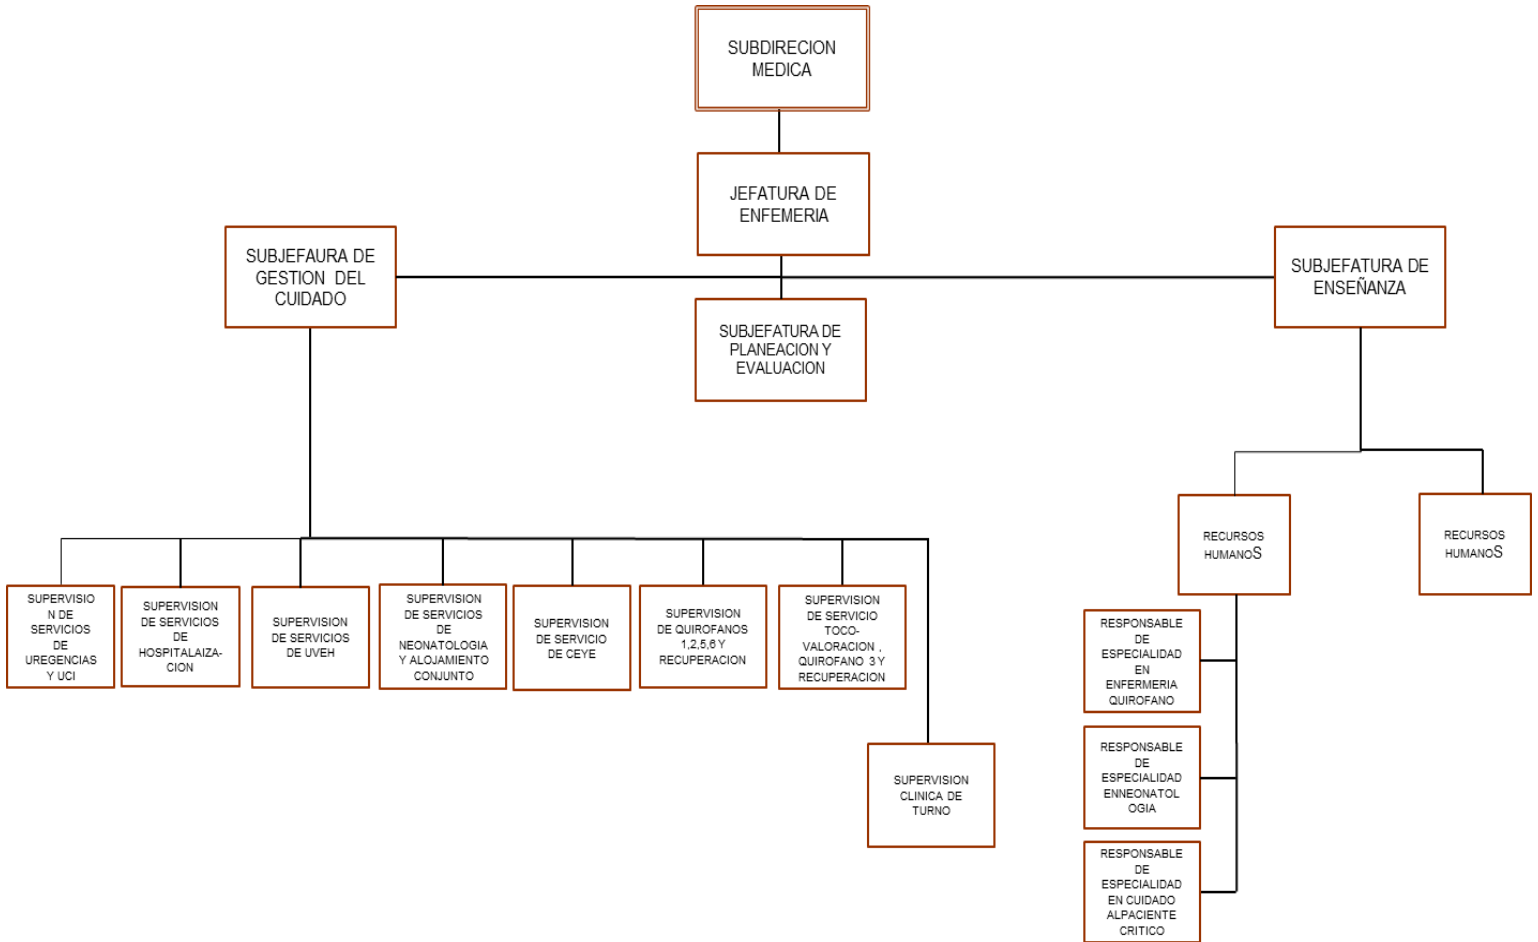 SUBDIRECION
MEDICA
JEFATURA DE
ENFEMERIA
SUBJEFAURA DE
GESTION DEL
CUIDADO
SUBJEFATURA DE
ENSEÑANZA
SUBJEFATURA DE
PLANEACION Y
EVALUACION
RECURSOS
HUMANOS
RECURSOS
HUMANOS
SUPERVISIO
N DE
SERVICIOS
DE
UREGENCIAS
Y UCI
SUPERVISION
DE SERVICIOS
DE
HOSPITALAIZA-
CION
SUPERVISION
DE SERVICIOS
DE UVEH
SUPERVISION
DE SERVICIOS
DE
NEONATOLOGIA
Y ALOJAMIENTO
CONJUNTO
SUPERVISION
DE SERVICIO
DE CEYE
SUPERVISION
DE QUIROFANOS
1,2,5,6 Y
RECUPERACION
SUPERVISION
DE SERVICIO
TOCO-
VALORACION ,
QUIROFANO 3 Y
RECUPERACION
SUPERVISION
CLINICA DE
TURNO
RESPONSABLE
DE
ESPECIALIDAD
EN
ENFERMERIA
QUIROFANO
RESPONSABLE
DE
ESPECIALIDAD
ENNEONATOL
OGIA
RESPONSABLE
DE
ESPECIALIDAD
EN CUIDADO
ALPACIENTE
CRITICO